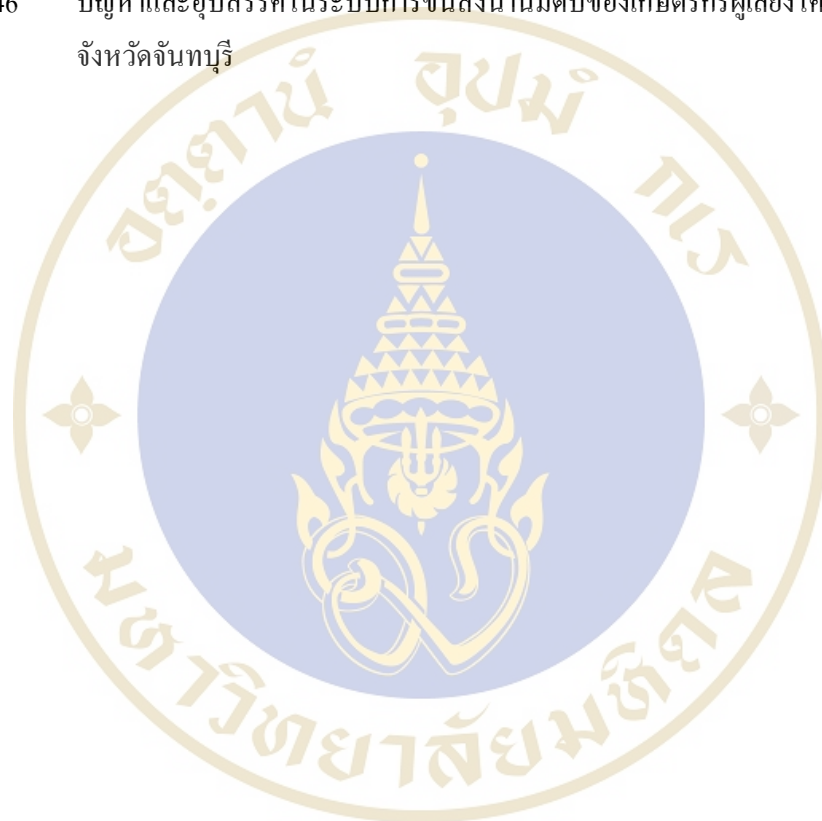 46 ปัญหาและอุปสรรคในระบบการขนส่งน้ำนมดิบของเกษตรกรผู้เลี้ยงโค
จังหวัดจันทบุรี
อตฺตานํ อุปมํ กเร
มหาวิทยาลัยมหิดล